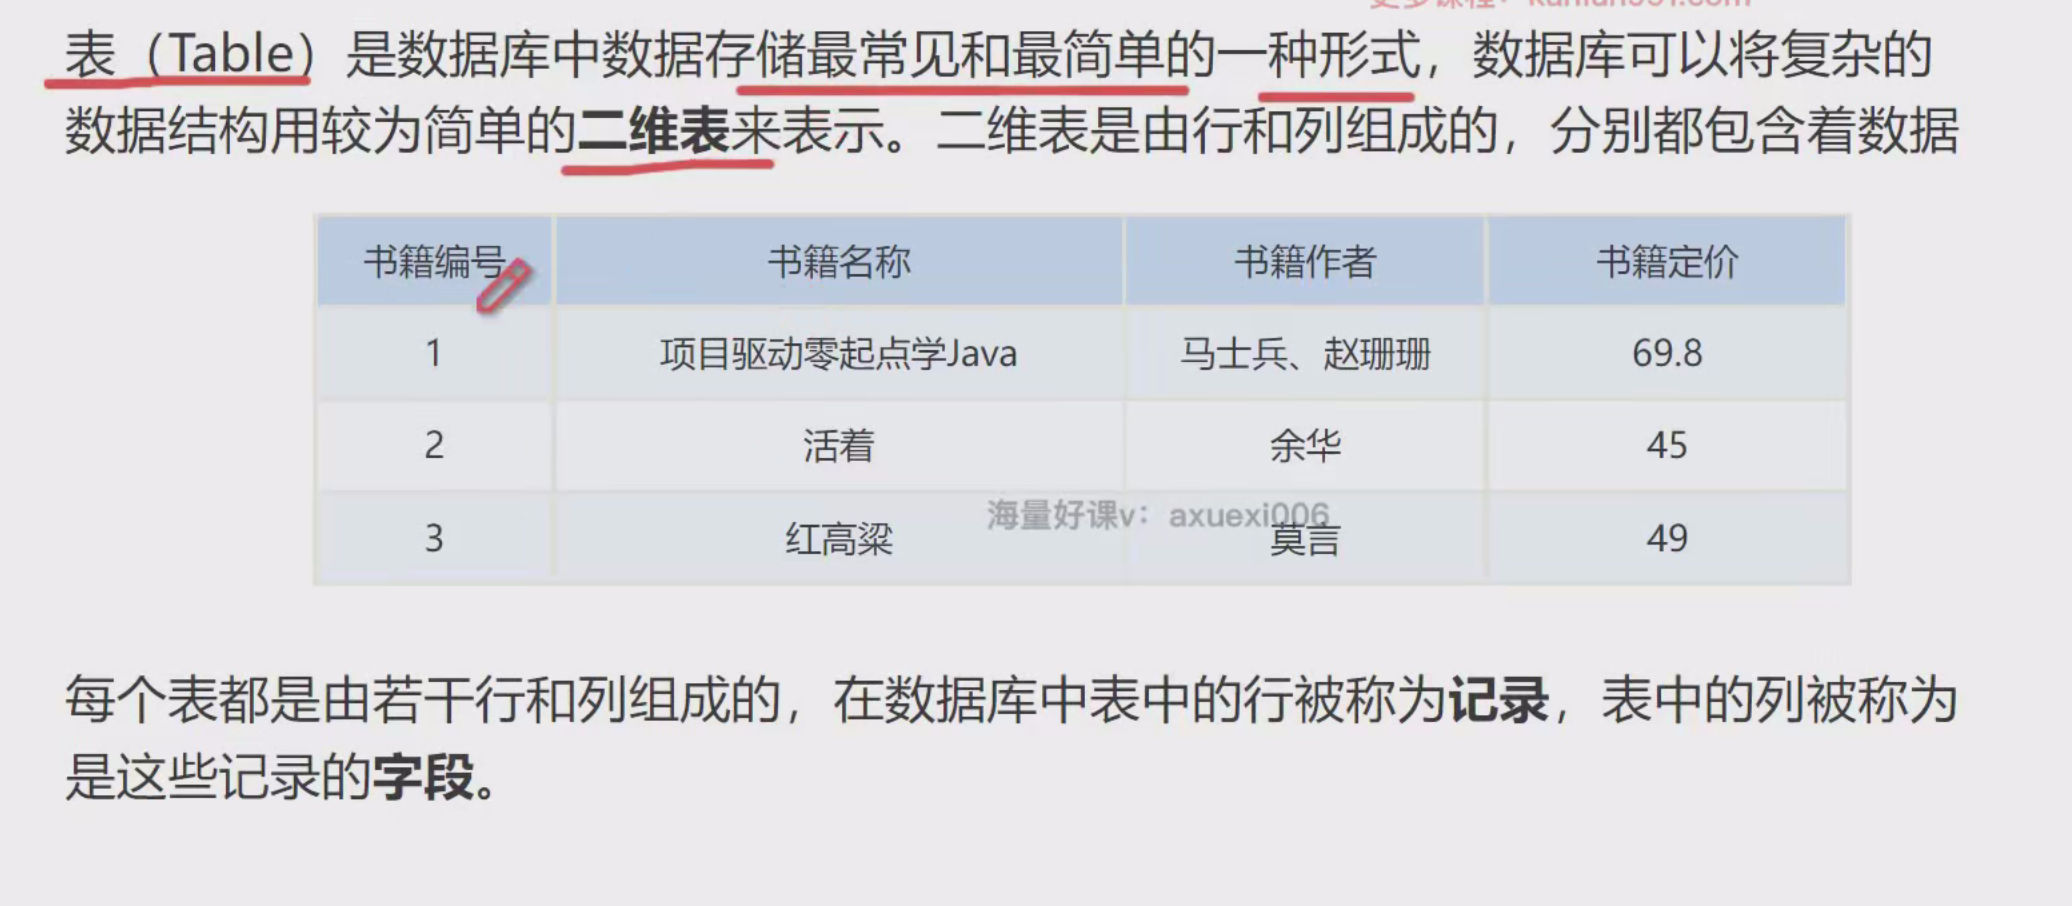 表（Table）是数据库中数据存储最常见和最简单的一种形式，数据库可以将复杂的
数据结构用较为简单的二维表来表示。二维表是由行和列组成的，分别都包含着数据
书籍编号 书籍名称 书籍作者 书籍定价
1 项目驱动零起点学Java 马士兵、赵珊珊 69.8
2 活着 余华 45
海量好课v：axuexi006
3 红高粱 莫言 49
每个表都是由若干行和列组成的，在数据库中表中的行被称为记录，表中的列被称为
是这些记录的字段。